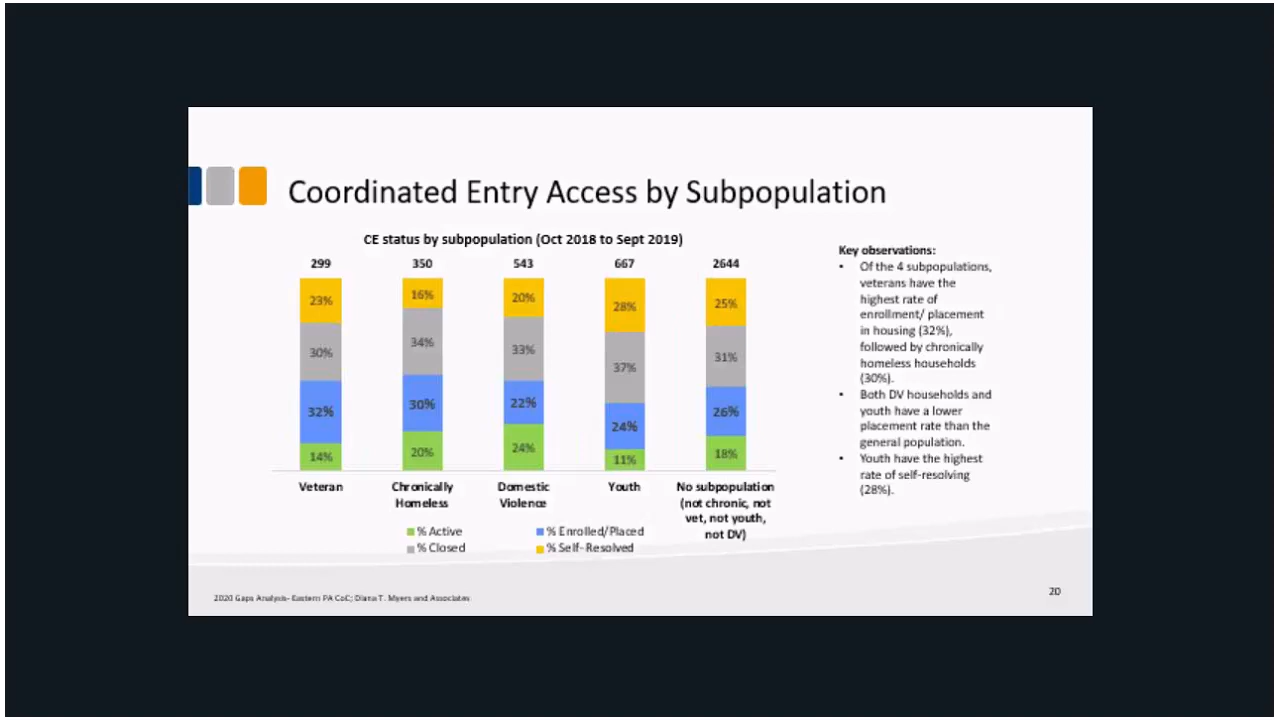 Coordinated Entry Access by Subpopulation
CE status by subpopulation (Oct 2018 to Sept 2019)
299 350 543 667 2644
23% 16% 20% 28% 25%
30% 34% 33% 37% 31%
32% 30% 22% 24% 26%
14% 20% 24% 11% 18%
Veteran Chronically Domestic Youth No subpopulation
Homeless Violence (not chronic, not
vet, not youth,
not DV)
% Active % Enrolled/Placed
% Closed % Self-Resolved
Key observations:
• Of the 4 subpopulations,
veterans have the
highest rate of
enrollment/ placement
in housing (32%),
followed by chronically
homeless households
(30%).
• Both DV households and
youth have a lower
placement rate than the
general population.
• Youth have the highest
rate of self-resolving
(28%).
2020 Gaps Analysis- Eastern PA CoC; Diana T. Myers and Associates
20